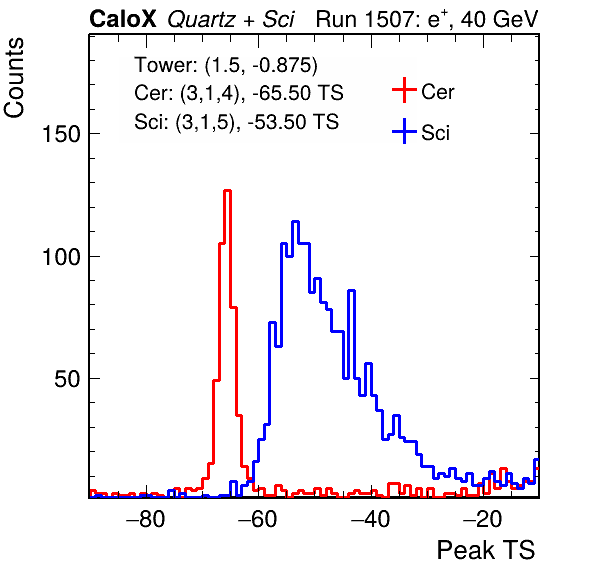 CaloX Quartz + Sci Run 1507: e⁺, 40 GeV
Counts
Tower: (1.5, -0.875)
Cer: (3,1,4), -65.50 TS
Sci: (3,1,5), -53.50 TS
Cer
Sci
150
100
50
−80 −60 −40 −20
Peak TS